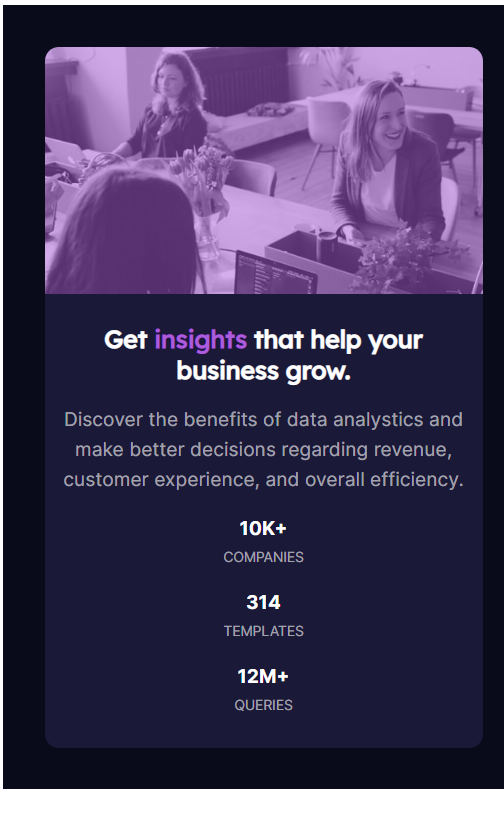 Get insights that help your
business grow.
Discover the benefits of data analystics and
make better decisions regarding revenue,
customer experience, and overall efficiency.
10K+
COMPANIES
314
TEMPLATES
12M+
QUERIES